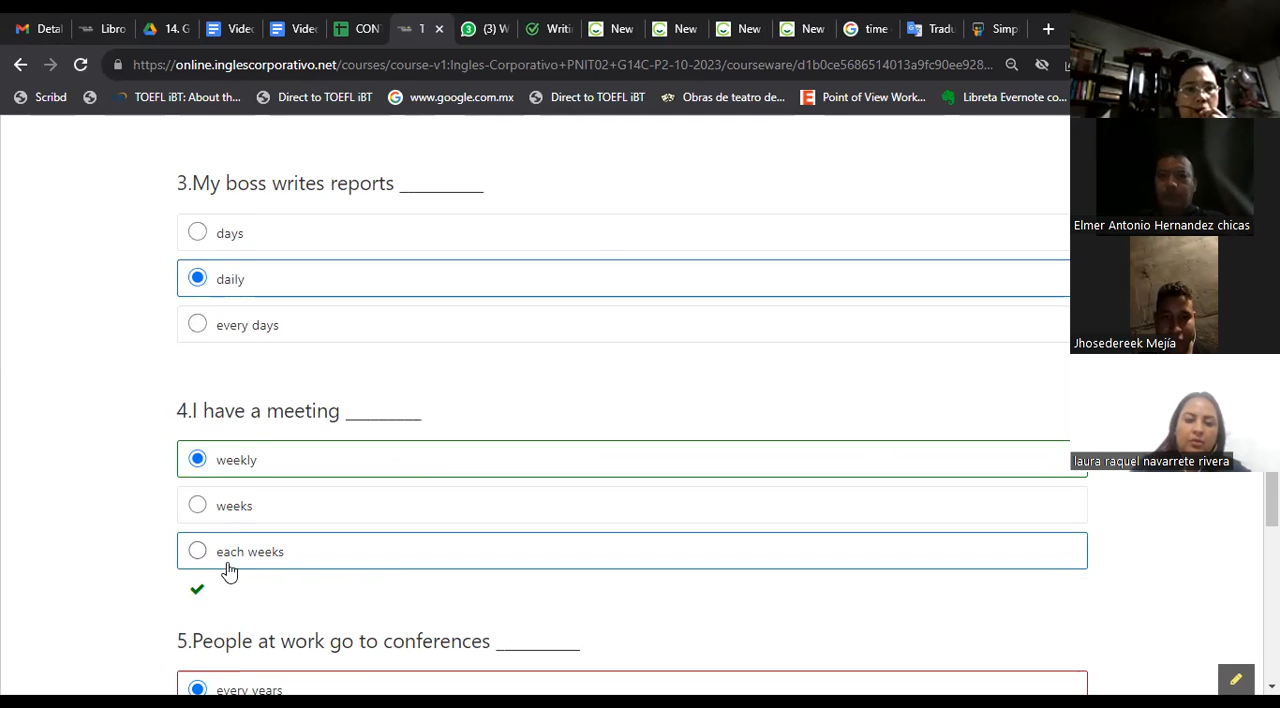 Detal
Libro
14. G
Videc
Videc
CON
1
(3) W
Writi
New
New
New
New
time
Tradu
Simp
https://online.inglescorporativo.net/courses/course-v1:Ingles-Corporativo+PNIT02+G14C-P2-10-2023/courseware/d1b0ce5686514013a9fc90ee928...
Scribd
TOEFL iBT: About th...
Direct to TOEFL iBT
www.google.com.mx
Direct to TOEFL iBT
Obras de teatro de...
Point of View Work...
Libreta Evernote co...
3.My boss writes reports __________
days
daily
every days
4.I have a meeting _________
weekly
weeks
each weeks
5.People at work go to conferences __________
every years
Elmer Antonio Hernandez chicas
Jhosedereek Mejía
laura raquel navarrete rivera